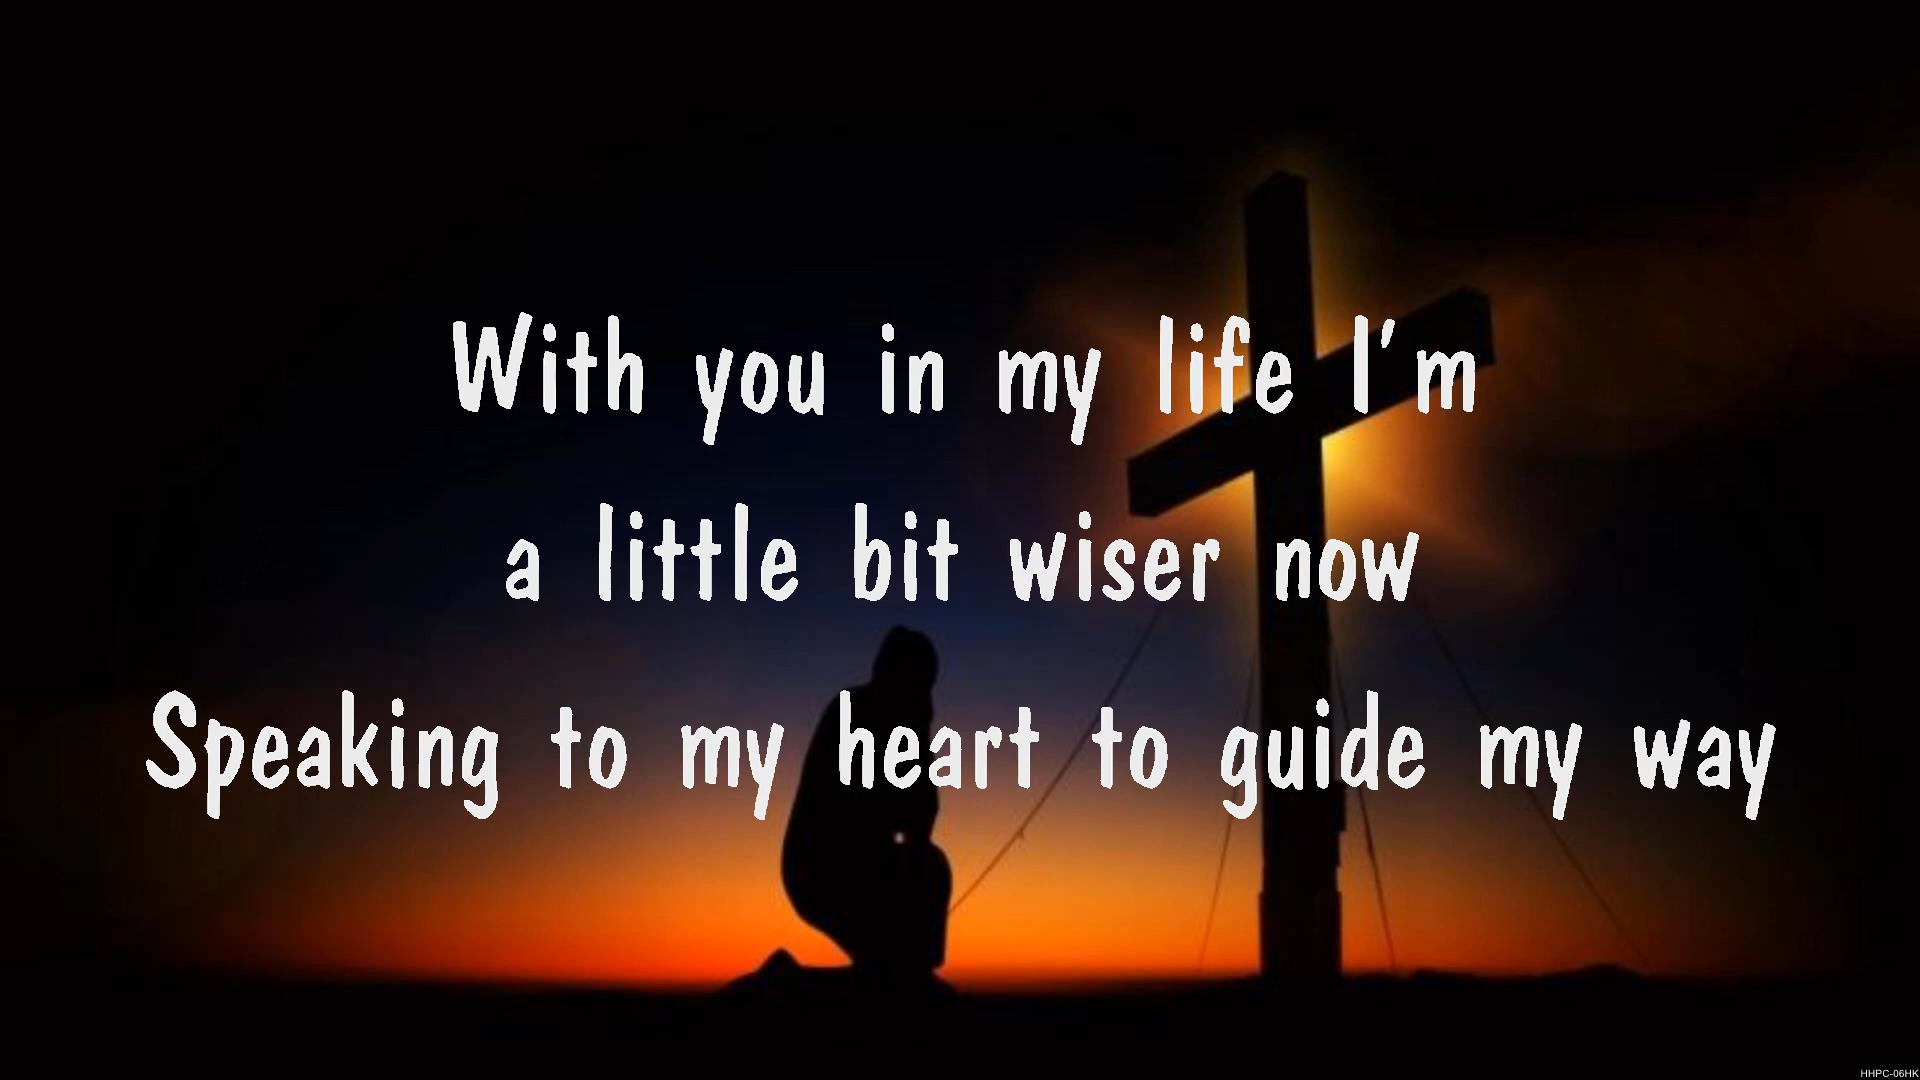 With you in my life I'm
a little bit wiser now
Speaking to my heart to guide my way
HHPC-06HK